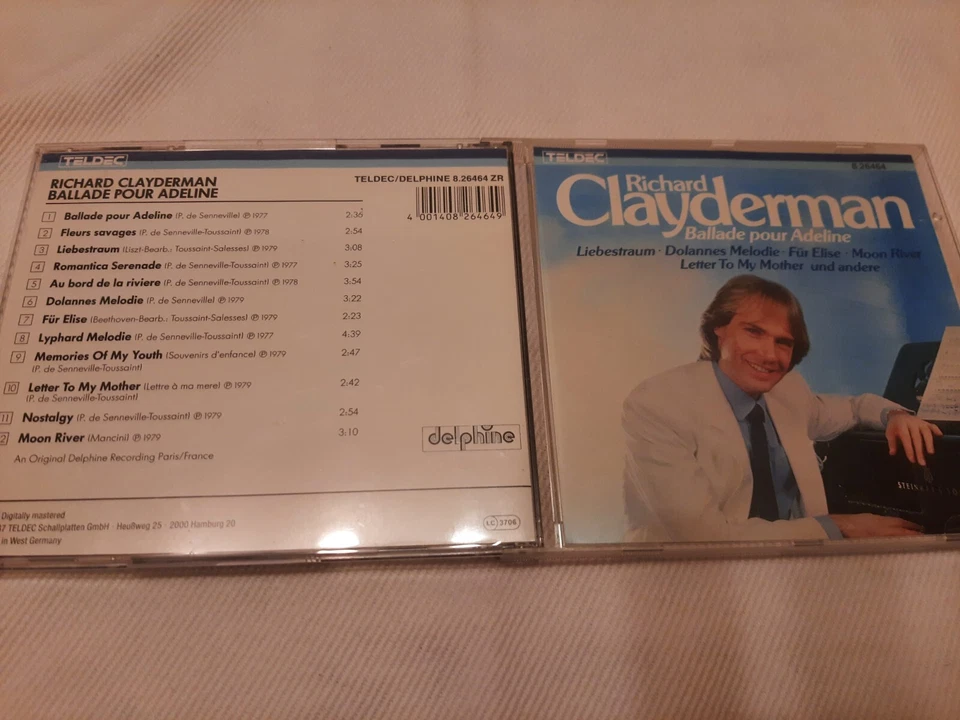 TELDEC
RICHARD CLAYDERMAN
BALLADE POUR ADELINE
TELDEC/DELPHINE 8.26464 ZR
4 001408 264649
1 Ballade pour Adeline (P. de Senneville) ℗ 1977 2:36
2 Fleurs savages (P. de Senneville-Toussaint) ℗ 1978 2:54
3 Liebestraum (Liszt-Bearb.: Toussaint-Salesses) ℗ 1979 3:08
4 Romantica Serenade (P. de Senneville-Toussaint) ℗ 1977 3:25
5 Au bord de la riviere (P. de Senneville-Toussaint) ℗ 1978 3:54
6 Dolannes Melodie (P. de Senneville) ℗ 1979 3:22
7 Für Elise (Beethoven-Bearb.: Toussaint-Salesses) ℗ 1979 2:23
8 Lyphard Melodie (P. de Senneville-Toussaint) ℗ 1977 4:39
9 Memories Of My Youth (Souvenirs d'enfance) ℗ 1979 2:47
(P. de Senneville-Toussaint)
10 Letter To My Mother (Lettre à ma mere) ℗ 1979 2:42
(P. de Senneville-Toussaint)
11 Nostalgy (P. de Senneville-Toussaint) ℗ 1979 2:54
2 Moon River (Mancini) ℗ 1979 3:10
An Original Delphine Recording Paris/France
delphine
Digitally mastered
37 TELDEC Schallplatten GmbH · Heußweg 25 · 2000 Hamburg 20
in West Germany
LC 3706
TELDEC
8.26464
Richard
Clayderman
Ballade pour Adeline
Liebestraum · Dolannes Melodie · Für Elise · Moon River
Letter To My Mother und andere